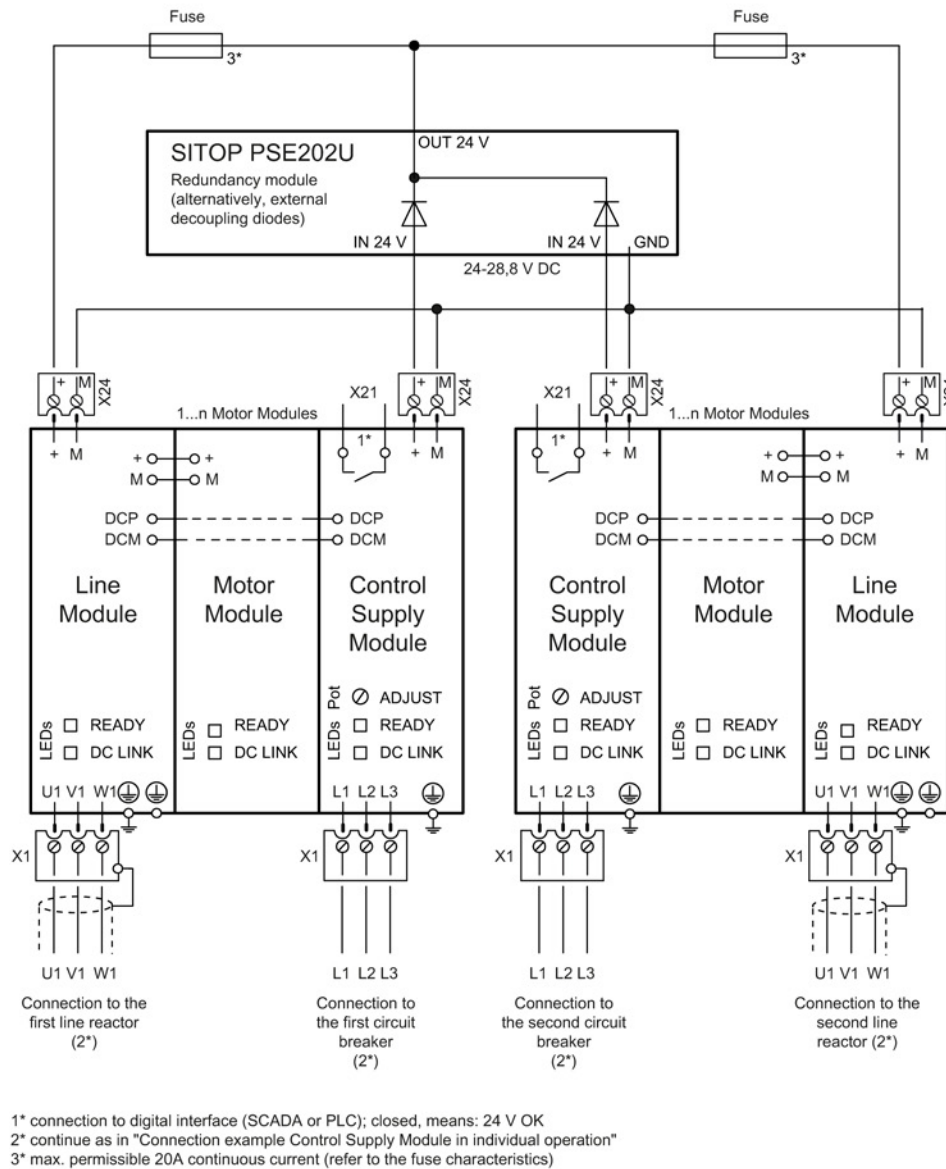 Fuse
Fuse
3*
3*
OUT 24 V
SITOP PSE202U
Redundancy module
(alternatively, external
decoupling diodes)
IN 24 V
IN 24 V
GND
24-28,8 V DC
+ M
X24
X21
+ M
X24
X21
+ M
X24
+ M
1...n Motor Modules
1...n Motor Modules
1*
1*
+ M
+ M
+ M
+ M
+ +
M M
+ +
M M
DCP DCP
DCM DCM
DCP DCP
DCM DCM
Line
Module
Motor
Module
Control
Supply
Module
Control
Supply
Module
Motor
Module
Line
Module
Pot
ADJUST
Pot
ADJUST
LEDs
READY
DC LINK
READY
DC LINK
LEDs
READY
DC LINK
LEDs
READY
DC LINK
LEDs
READY
DC LINK
LEDs
READY
DC LINK
U1 V1 W1
L1 L2 L3
L1 L2 L3
U1 V1 W1
X1
X1
X1
X1
U1 V1 W1
L1 L2 L3
L1 L2 L3
U1 V1 W1
Connection to the
first line reactor
(2*)
Connection to
the first circuit
breaker
(2*)
Connection to
the second circuit
breaker
(2*)
Connection to the
second line
reactor (2*)
1* connection to digital interface (SCADA or PLC); closed, means: 24 V OK
2* continue as in "Connection example Control Supply Module in individual operation"
3* max. permissible 20A continuous current (refer to the fuse characteristics)